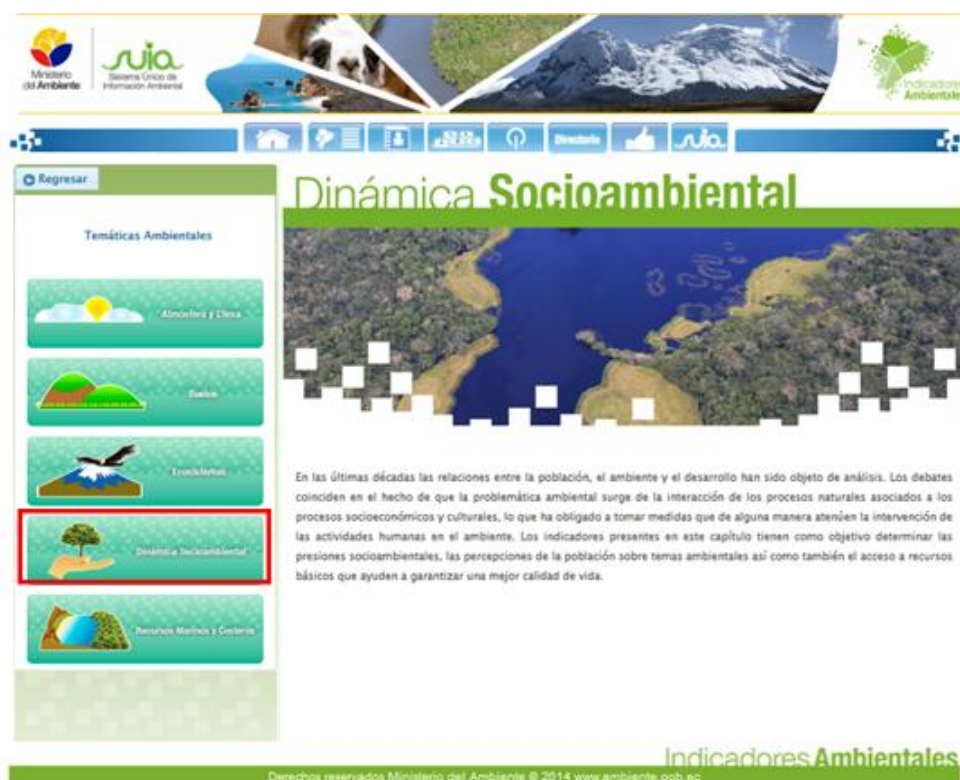 Ministerio
del Ambiente
suia
Sistema Único de
Información Ambiental
Indicadores
Ambientales
Directorio
suia
Regresar
Dinámica Socioambiental
Temáticas Ambientales
Atmósfera y Clima
Suelos
Ecosistemas
Dinámica Socioambiental
Recursos Marinos y Costeros
En las últimas décadas las relaciones entre la población, el ambiente y el desarrollo han sido objeto de análisis. Los debates
coinciden en el hecho de que la problemática ambiental surge de la interacción de los procesos naturales asociados a los
procesos socioeconómicos y culturales, lo que ha obligado a tomar medidas que de alguna manera atenúen la intervención de
las actividades humanas en el ambiente. Los indicadores presentes en este capítulo tienen como objetivo determinar las
presiones socioambientales, las percepciones de la población sobre temas ambientales así como también el acceso a recursos
básicos que ayuden a garantizar una mejor calidad de vida.
Indicadores Ambientales
Derechos reservados Ministerio del Ambiente © 2014 www.ambiente.gob.ec